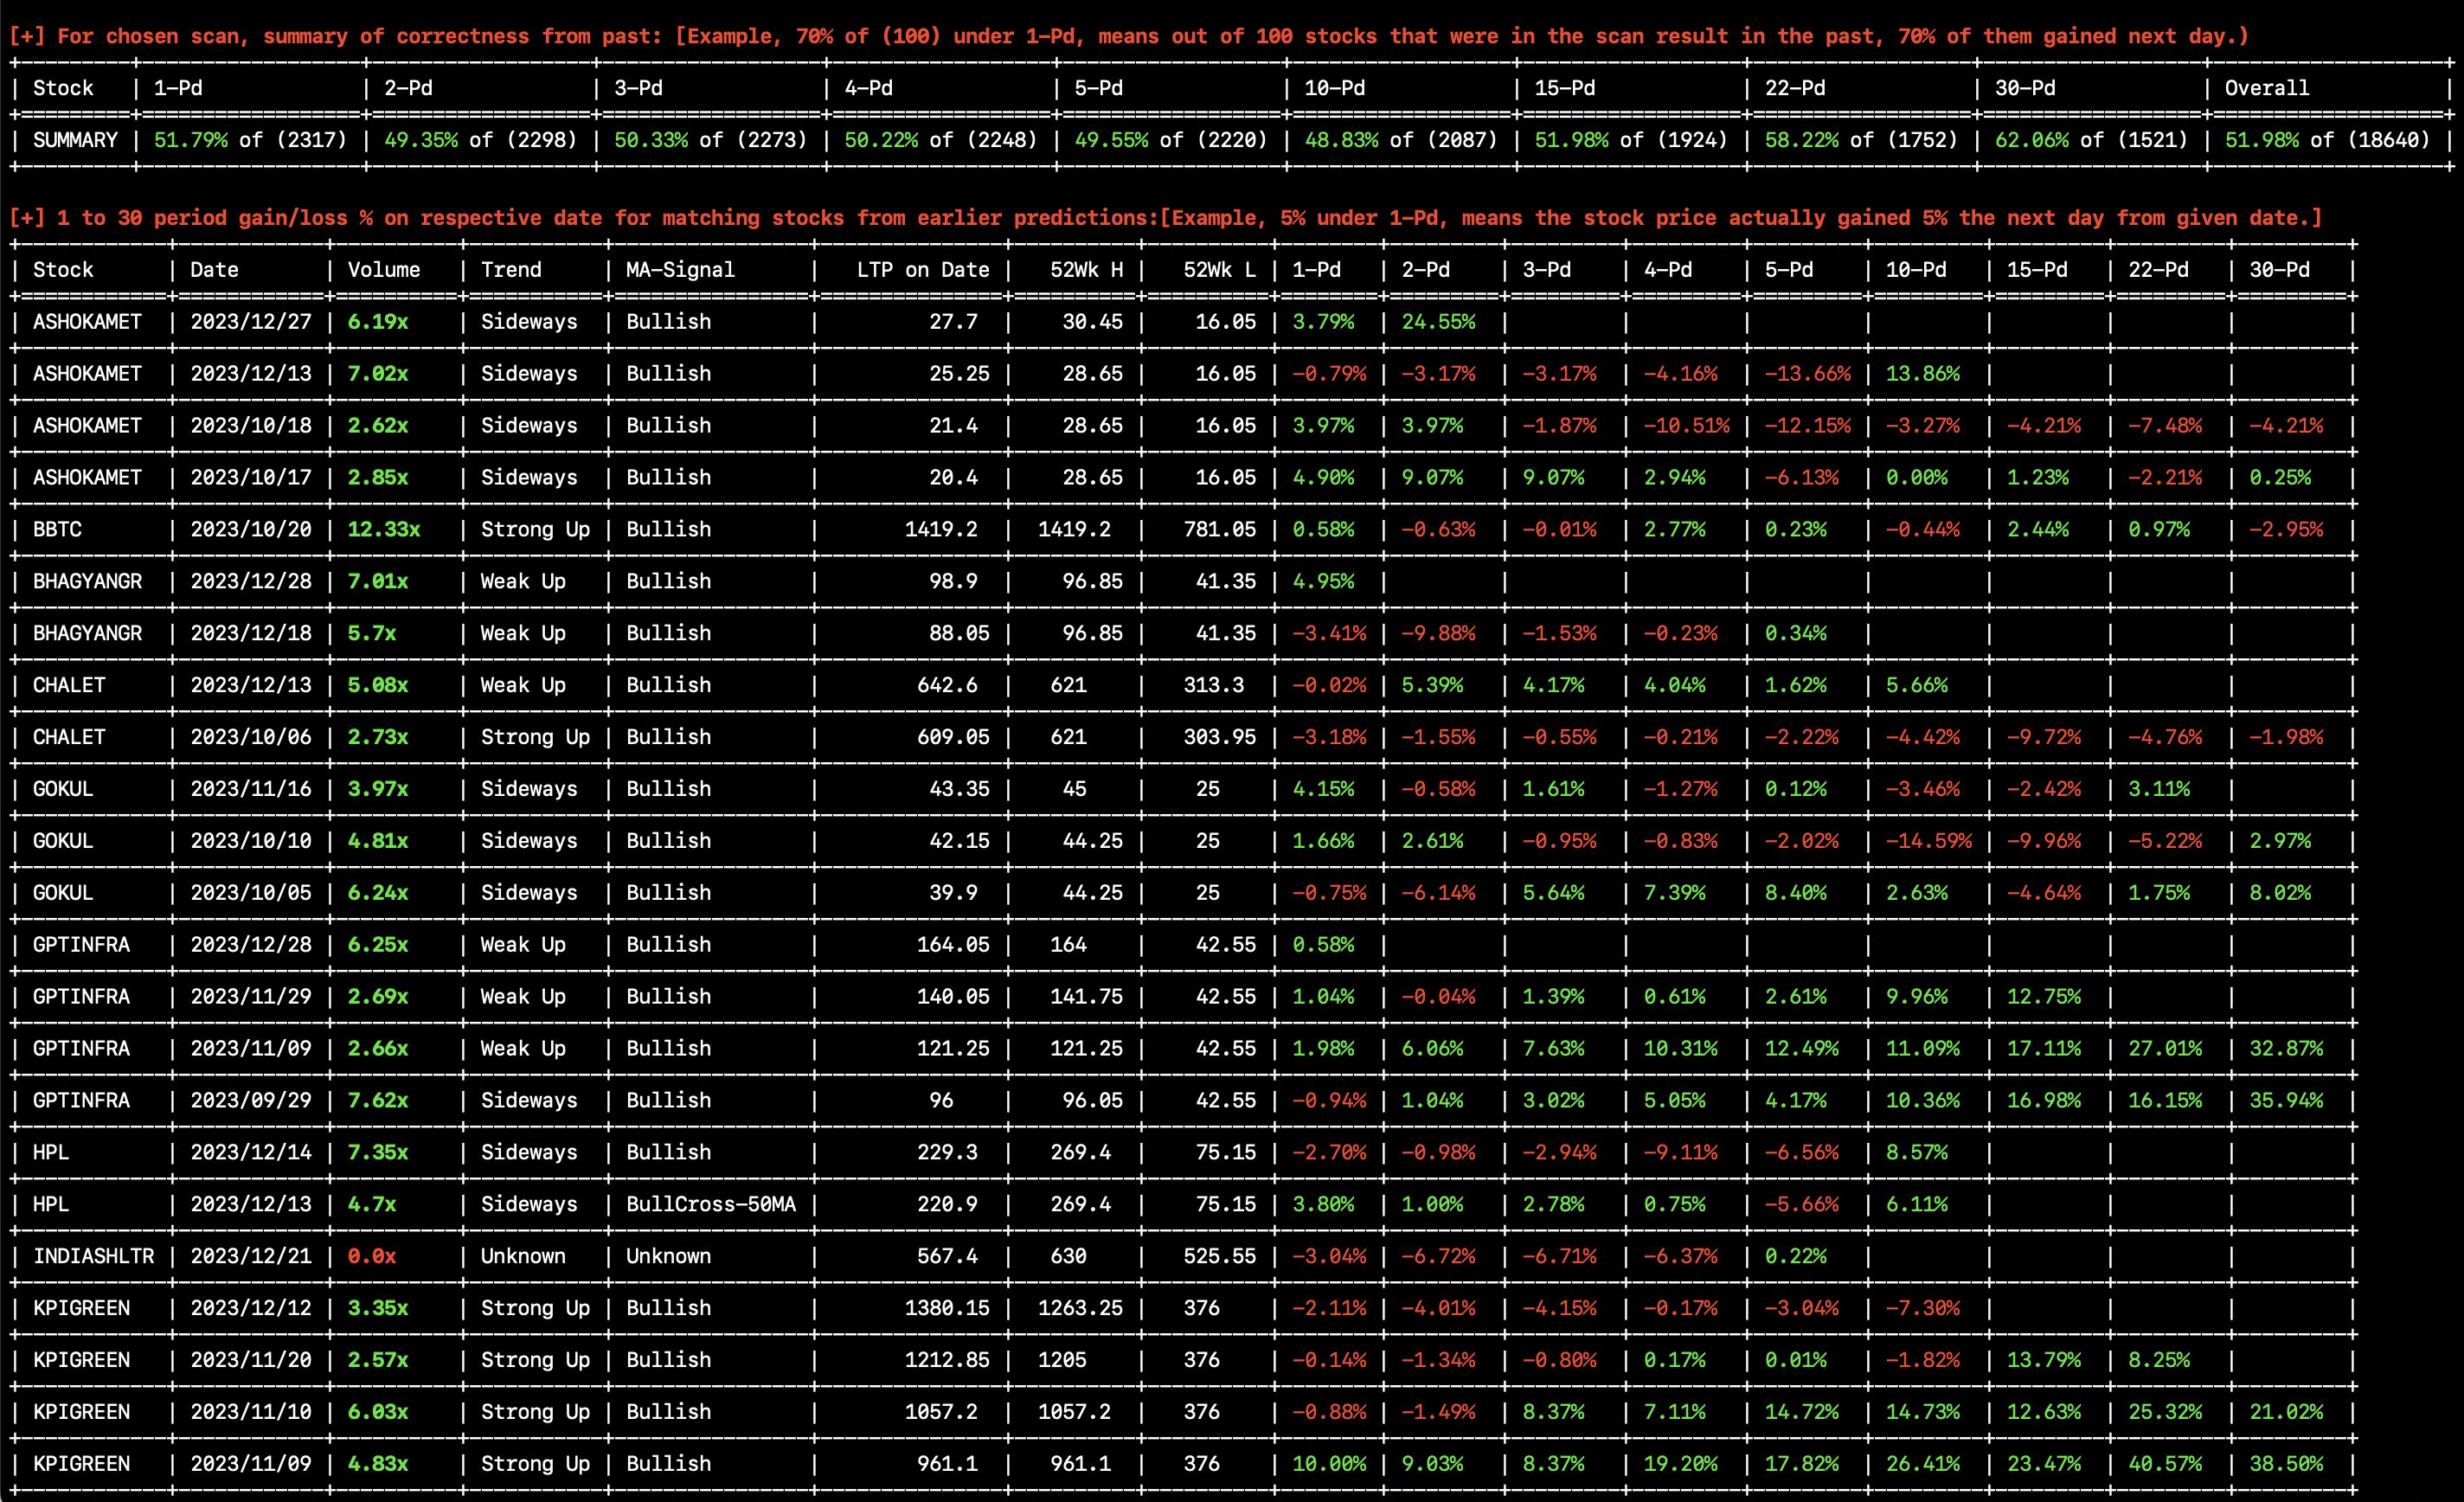 [+] For chosen scan, summary of correctness from past: [Example, 70% of (100) under 1-Pd, means out of 100 stocks that were in the scan result in the past, 70% of them gained next day.)
| Stock | 1-Pd | 2-Pd | 3-Pd | 4-Pd | 5-Pd | 10-Pd | 15-Pd | 22-Pd | 30-Pd | Overall |
| SUMMARY | 51.79% of (2317) | 49.35% of (2298) | 50.33% of (2273) | 50.22% of (2248) | 49.55% of (2220) | 48.83% of (2087) | 51.98% of (1924) | 58.22% of (1752) | 62.06% of (1521) | 51.98% of (18640) |
[+] 1 to 30 period gain/loss % on respective date for matching stocks from earlier predictions:[Example, 5% under 1-Pd, means the stock price actually gained 5% the next day from given date.]
| Stock | Date | Volume | Trend | MA-Signal | LTP on Date | 52Wk H | 52Wk L | 1-Pd | 2-Pd | 3-Pd | 4-Pd | 5-Pd | 10-Pd | 15-Pd | 22-Pd | 30-Pd |
| ASHOKAMET | 2023/12/27 | 6.19x | Sideways | Bullish | 27.7 | 30.45 | 16.05 | 3.79% | 24.55% | | | | | | | |
| ASHOKAMET | 2023/12/13 | 7.02x | Sideways | Bullish | 25.25 | 28.65 | 16.05 | -0.79% | -3.17% | -3.17% | -4.16% | -13.66% | 13.86% | | | |
| ASHOKAMET | 2023/10/18 | 2.62x | Sideways | Bullish | 21.4 | 28.65 | 16.05 | 3.97% | 3.97% | -1.87% | -10.51% | -12.15% | -3.27% | -4.21% | -7.48% | -4.21% |
| ASHOKAMET | 2023/10/17 | 2.85x | Sideways | Bullish | 20.4 | 28.65 | 16.05 | 4.90% | 9.07% | 9.07% | 2.94% | -6.13% | 0.00% | 1.23% | -2.21% | 0.25% |
| BBTC | 2023/10/20 | 12.33x | Strong Up | Bullish | 1419.2 | 1419.2 | 781.05 | 0.58% | -0.63% | -0.01% | 2.77% | 0.23% | -0.44% | 2.44% | 0.97% | -2.95% |
| BHAGYANGR | 2023/12/28 | 7.01x | Weak Up | Bullish | 98.9 | 96.85 | 41.35 | 4.95% | | | | | | | | |
| BHAGYANGR | 2023/12/18 | 5.7x | Weak Up | Bullish | 88.05 | 96.85 | 41.35 | -3.41% | -9.88% | -1.53% | -0.23% | 0.34% | | | | |
| CHALET | 2023/12/13 | 5.08x | Weak Up | Bullish | 642.6 | 621 | 313.3 | -0.02% | 5.39% | 4.17% | 4.04% | 1.62% | 5.66% | | | |
| CHALET | 2023/10/06 | 2.73x | Strong Up | Bullish | 609.05 | 621 | 303.95 | -3.18% | -1.55% | -0.55% | -0.21% | -2.22% | -4.42% | -9.72% | -4.76% | -1.98% |
| GOKUL | 2023/11/16 | 3.97x | Sideways | Bullish | 43.35 | 45 | 25 | 4.15% | -0.58% | 1.61% | -1.27% | 0.12% | -3.46% | -2.42% | 3.11% | |
| GOKUL | 2023/10/10 | 4.81x | Sideways | Bullish | 42.15 | 44.25 | 25 | 1.66% | 2.61% | -0.95% | -0.83% | -2.02% | -14.59% | -9.96% | -5.22% | 2.97% |
| GOKUL | 2023/10/05 | 6.24x | Sideways | Bullish | 39.9 | 44.25 | 25 | -0.75% | -6.14% | 5.64% | 7.39% | 8.40% | 2.63% | -4.64% | 1.75% | 8.02% |
| GPTINFRA | 2023/12/28 | 6.25x | Weak Up | Bullish | 164.05 | 164 | 42.55 | 0.58% | | | | | | | | |
| GPTINFRA | 2023/11/29 | 2.69x | Weak Up | Bullish | 140.05 | 141.75 | 42.55 | 1.04% | -0.04% | 1.39% | 0.61% | 2.61% | 9.96% | 12.75% | | |
| GPTINFRA | 2023/11/09 | 2.66x | Weak Up | Bullish | 121.25 | 121.25 | 42.55 | 1.98% | 6.06% | 7.63% | 10.31% | 12.49% | 11.09% | 17.11% | 27.01% | 32.87% |
| GPTINFRA | 2023/09/29 | 7.62x | Sideways | Bullish | 96 | 96.05 | 42.55 | -0.94% | 1.04% | 3.02% | 5.05% | 4.17% | 10.36% | 16.98% | 16.15% | 35.94% |
| HPL | 2023/12/14 | 7.35x | Sideways | Bullish | 229.3 | 269.4 | 75.15 | -2.70% | -0.98% | -2.94% | -9.11% | -6.56% | 8.57% | | | |
| HPL | 2023/12/13 | 4.7x | Sideways | BullCross-50MA | 220.9 | 269.4 | 75.15 | 3.80% | 1.00% | 2.78% | 0.75% | -5.66% | 6.11% | | | |
| INDIASHLTR | 2023/12/21 | 0.0x | Unknown | Unknown | 567.4 | 630 | 525.55 | -3.04% | -6.72% | -6.71% | -6.37% | 0.22% | | | | |
| KPIGREEN | 2023/12/12 | 3.35x | Strong Up | Bullish | 1380.15 | 1263.25 | 376 | -2.11% | -4.01% | -4.15% | -0.17% | -3.04% | -7.30% | | | |
| KPIGREEN | 2023/11/20 | 2.57x | Strong Up | Bullish | 1212.85 | 1205 | 376 | -0.14% | -1.34% | -0.80% | 0.17% | 0.01% | -1.82% | 13.79% | 8.25% | |
| KPIGREEN | 2023/11/10 | 6.03x | Strong Up | Bullish | 1057.2 | 1057.2 | 376 | -0.88% | -1.49% | 8.37% | 7.11% | 14.72% | 14.73% | 12.63% | 25.32% | 21.02% |
| KPIGREEN | 2023/11/09 | 4.83x | Strong Up | Bullish | 961.1 | 961.1 | 376 | 10.00% | 9.03% | 8.37% | 19.20% | 17.82% | 26.41% | 23.47% | 40.57% | 38.50% |